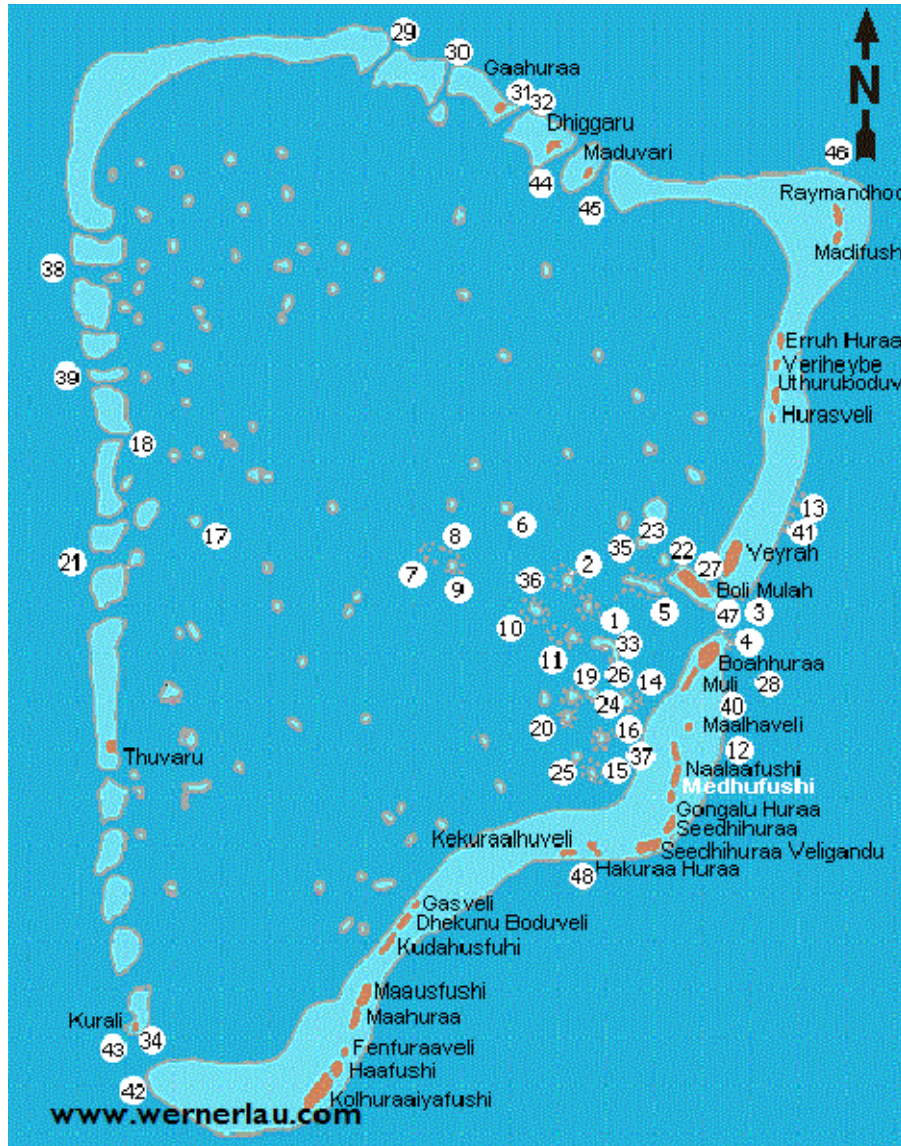 29
30
Gaahuraa
31
32
N
Dhiggaru
Maduvari
46
44
45
Raymandhoo
Madifushi
38
Erruh Huraa
Veriheybe
39
Uthuruboduv
Hurasveli
18
13
6
23
41
17
8
35
22
21
2
27
Veyrah
7
36
9
Boli Mulah
5
47
3
10
1
33
4
11
Boahhuraa
19
26
14
Muli
28
24
40
20
16
Maalhaveli
37
12
Thuvaru
25
15
Naalaafushi
Medhufushi
Gongalu Huraa
Seedhihuraa
Kekuraalhuveli
Seedhihuraa Veligandu
Hakuraa Huraa
48
Gasveli
Dhekunu Boduveli
Kudahusfuhi
Maausfushi
Kurali
Maahuraa
34
43
Fenfuraaveli
Haafushi
42
Kolhuraaiyafushi
www.wernerlau.com